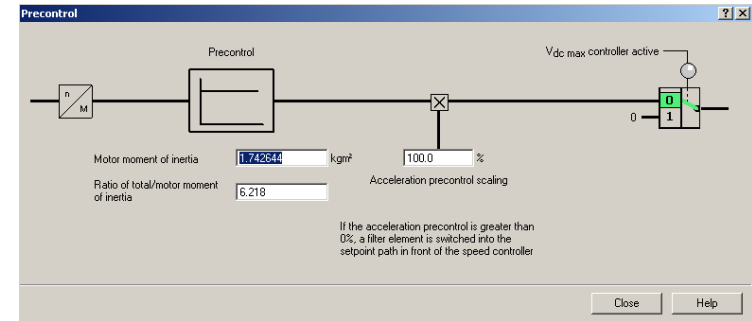 Precontrol
Precontrol
Vdc max controller active
n
M
0
0
1
Motor moment of inertia
1.742644
kgm²
100.0
%
Ratio of total/motor moment
of inertia
6.218
Acceleration precontrol scaling
If the acceleration precontrol is greater than
0%, a filter element is switched into the
setpoint path in front of the speed controller
Close
Help